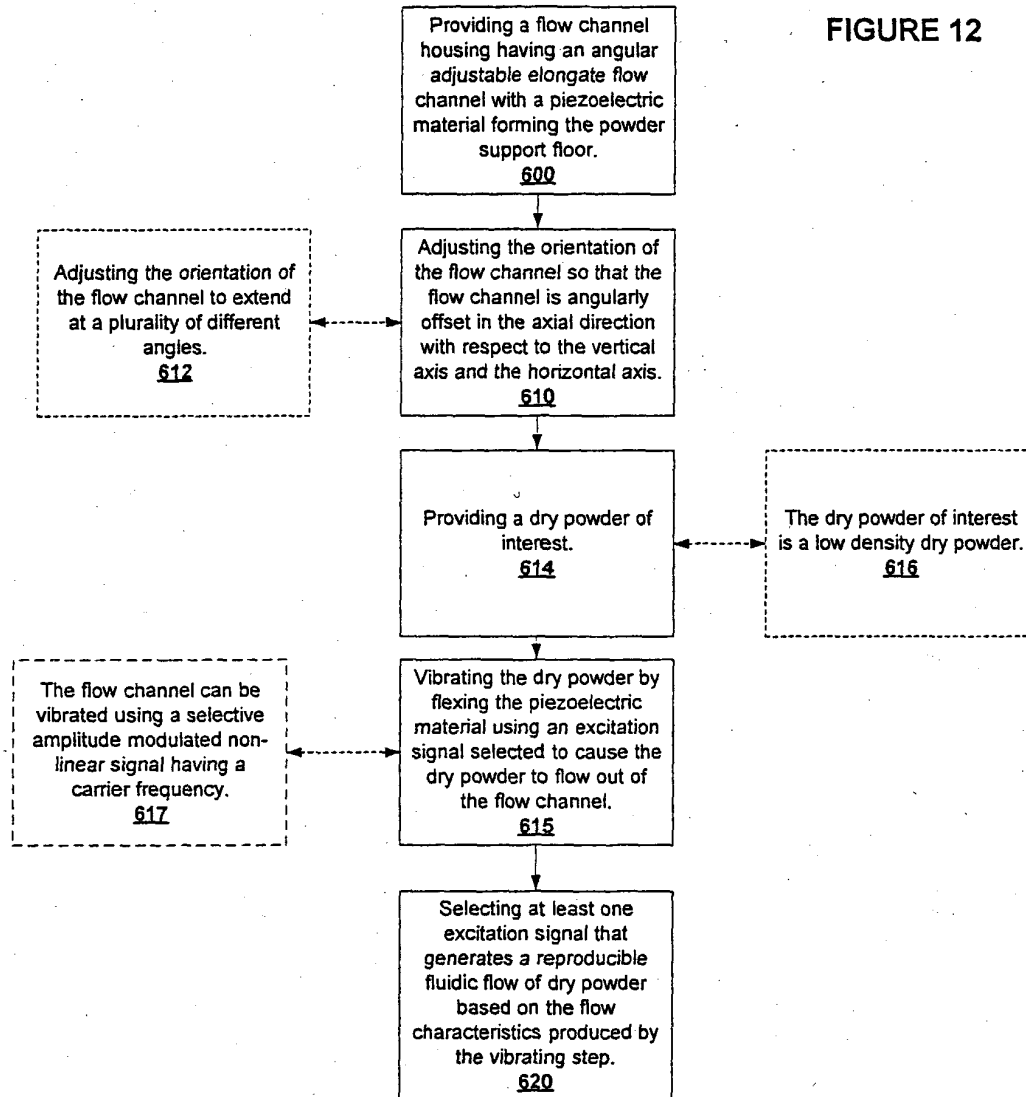 FIGURE 12
Providing a flow channel
housing having an angular
adjustable elongate flow
channel with a piezoelectric
material forming the powder
support floor.
600
Adjusting the orientation of
the flow channel to extend
at a plurality of different
angles.
612
Adjusting the orientation of
the flow channel so that the
flow channel is angularly
offset in the axial direction
with respect to the vertical
axis and the horizontal axis.
610
Providing a dry powder of
interest.
614
The dry powder of interest
is a low density dry powder.
616
The flow channel can be
vibrated using a selective
amplitude modulated non-
linear signal having a
carrier frequency.
617
Vibrating the dry powder by
flexing the piezoelectric
material using an excitation
signal selected to cause the
dry powder to flow out of
the flow channel.
615
Selecting at least one
excitation signal that
generates a reproducible
fluidic flow of dry powder
based on the flow
characteristics produced by
the vibrating step.
620